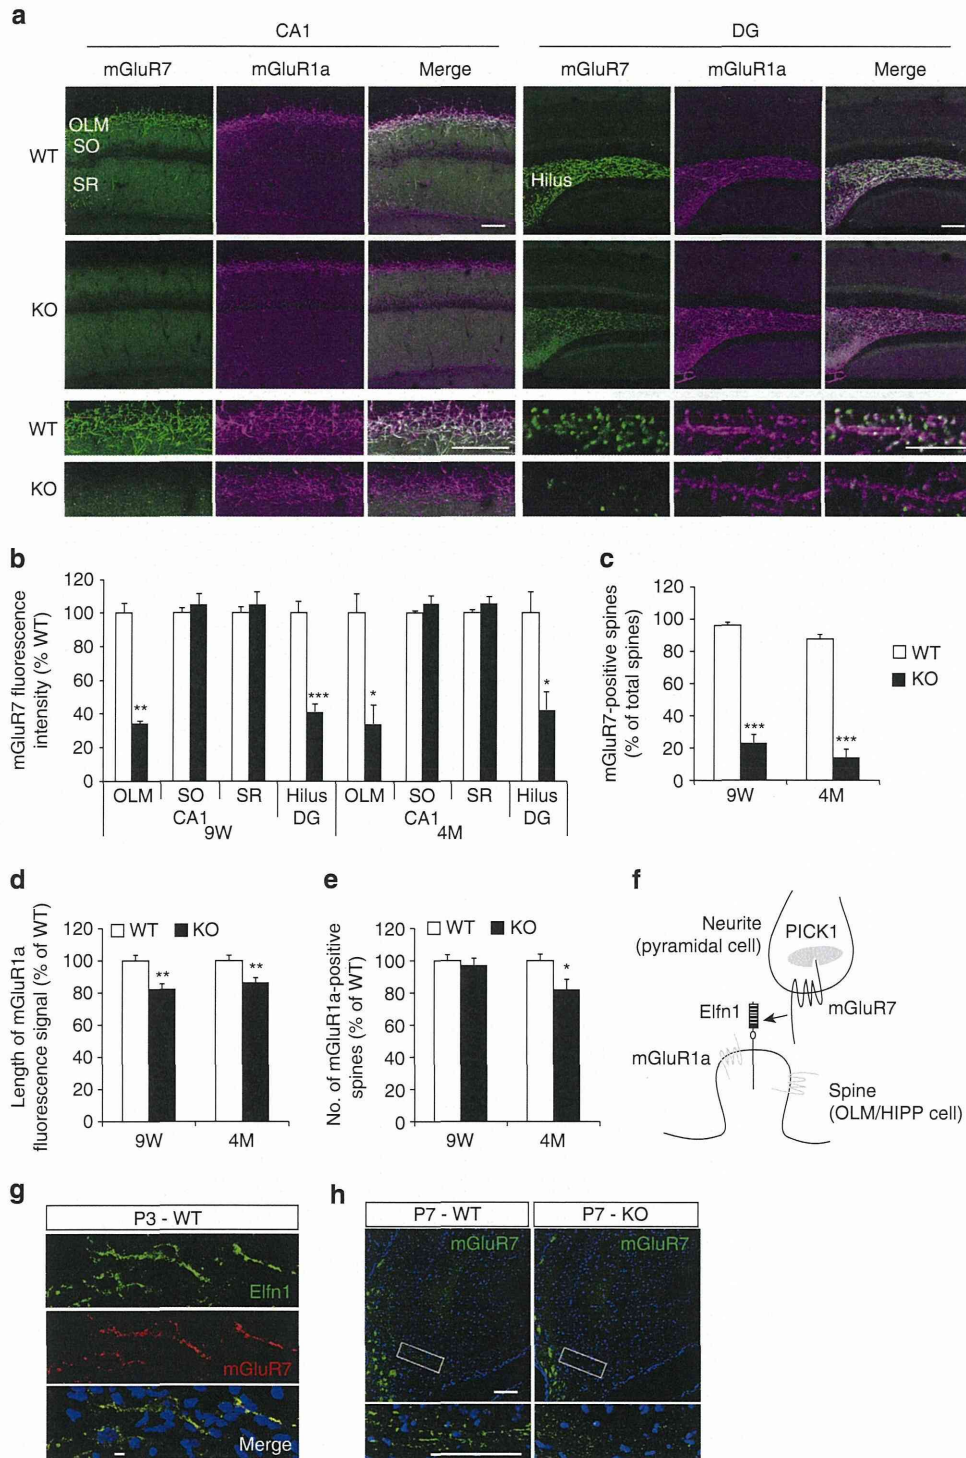 a
CA1
DG
mGluR7 mGluR1a Merge mGluR7 mGluR1a Merge
WT
OLM
SO
SR
Hilus
KO
WT
KO
b
mGluR7 fluorescence
intensity (% WT)
120
100
80
60
40
20
0
** *** * *
OLM SO SR Hilus OLM SO SR Hilus
CA1 DG CA1 DG
9W 4M
c
mGluR7-positive spines
(% of total spines)
120
100
80
60
40
20
0
*** ***
9W 4M
WT
KO
d
Length of mGluR1a
fluorescence signal (% of WT)
120
100
80
60
40
20
0
WT KO
** **
9W 4M
e
No. of mGluR1a-positive
spines (% of WT)
120
100
80
60
40
20
0
WT KO
*
9W 4M
f
Neurite
(pyramidal cell)
PICK1
Elfn1
mGluR7
mGluR1a
Spine
(OLM/HIPP cell)
g
P3 - WT
Elfn1
mGluR7
Merge
h
P7 - WT P7 - KO
mGluR7 mGluR7